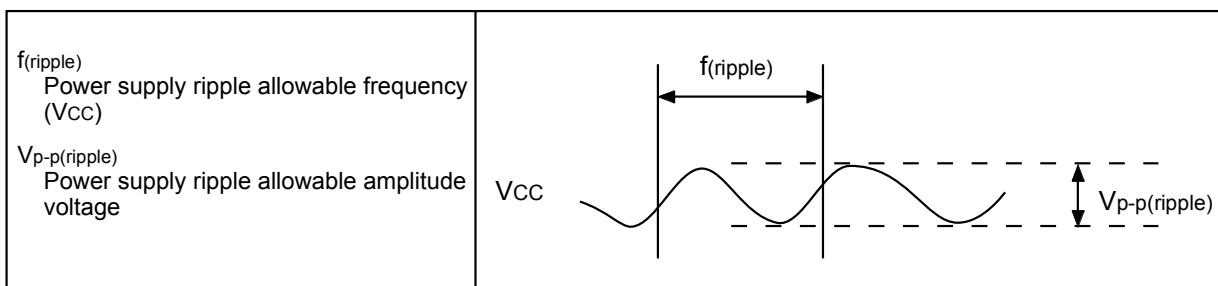 f(ripple)
Power supply ripple allowable frequency
(VCC)
Vp-p(ripple)
Power supply ripple allowable amplitude
voltage
f(ripple)
VCC
Vp-p(ripple)